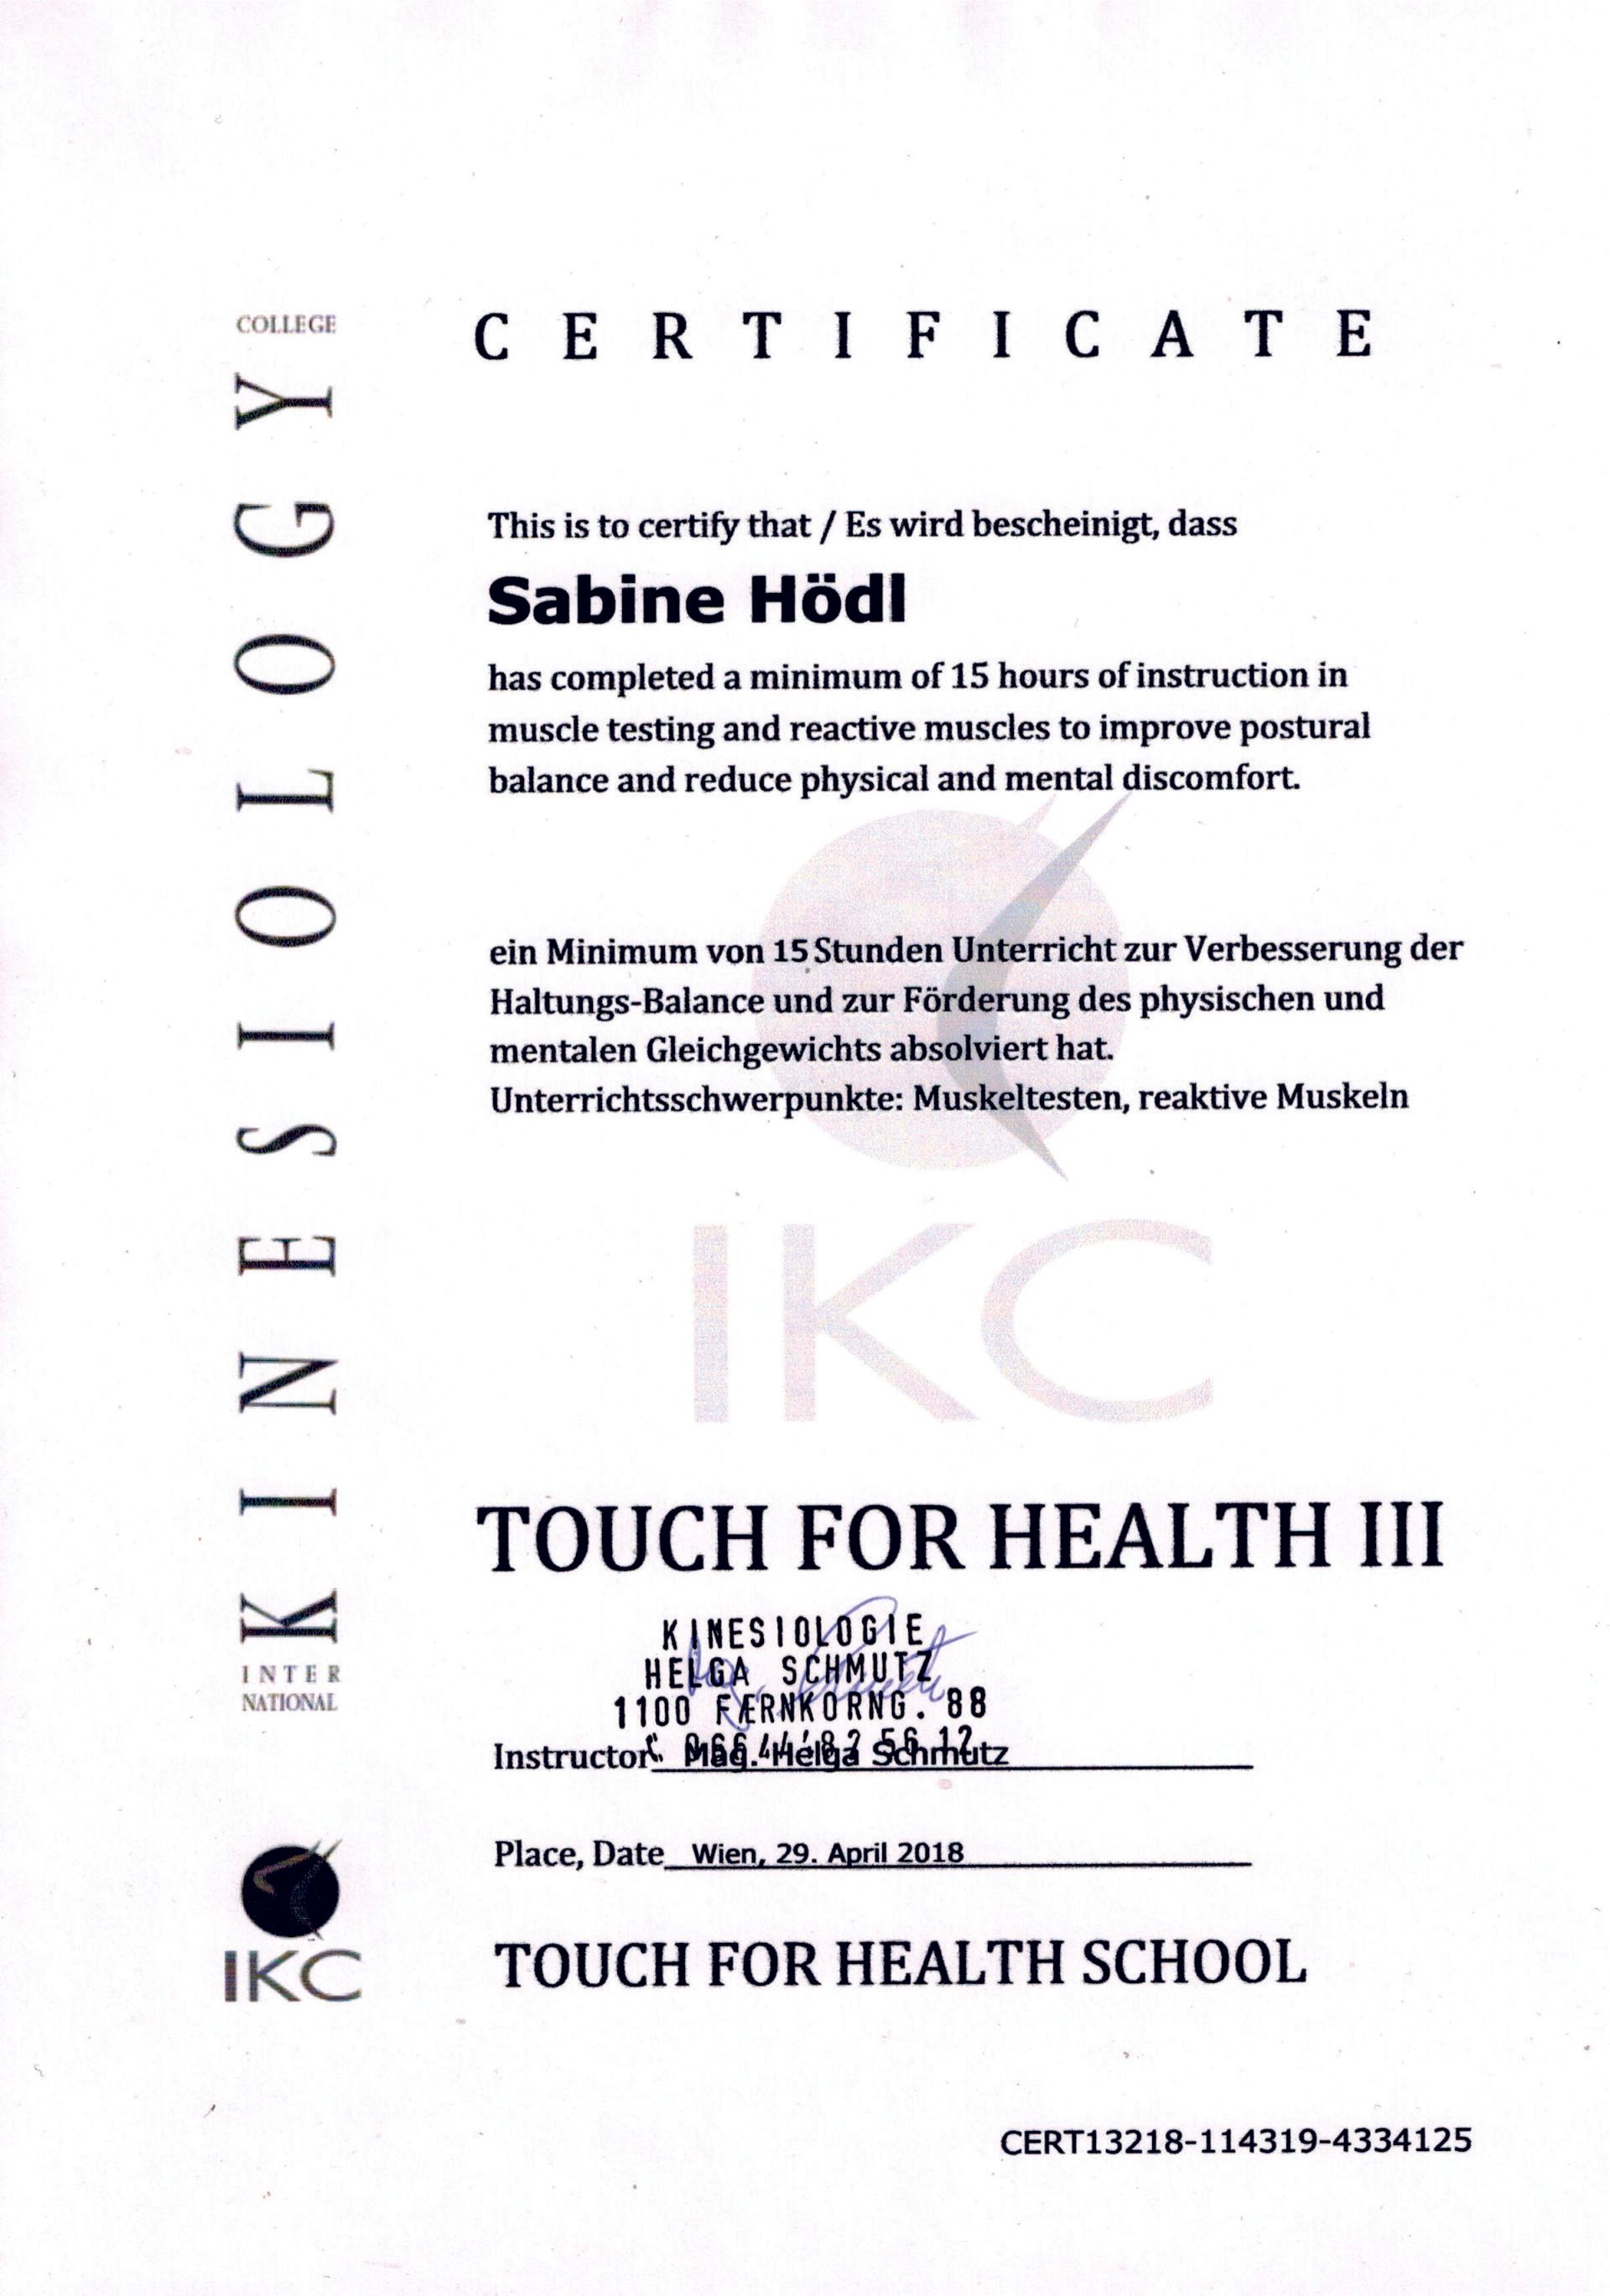 COLLEGE
KINESIOLOGY
INTER
NATIONAL
CERTIFICATE
This is to certify that / Es wird bescheinigt, dass
Sabine Hödl
has completed a minimum of 15 hours of instruction in
muscle testing and reactive muscles to improve postural
balance and reduce physical and mental discomfort.
ein Minimum von 15 Stunden Unterricht zur Verbesserung der
Haltungs-Balance und zur Förderung des physischen und
mentalen Gleichgewichts absolviert hat.
Unterrichtsschwerpunkte: Muskeltesten, reaktive Muskeln
IKC
TOUCH FOR HEALTH III
KINESIOLOGIE
HELGA SCHMUTZ
1100 FERNKORNG. 88
Instructor Mag. Helga Schmutz
Place, Date Wien, 29. April 2018
IKC
TOUCH FOR HEALTH SCHOOL
CERT13218-114319-4334125